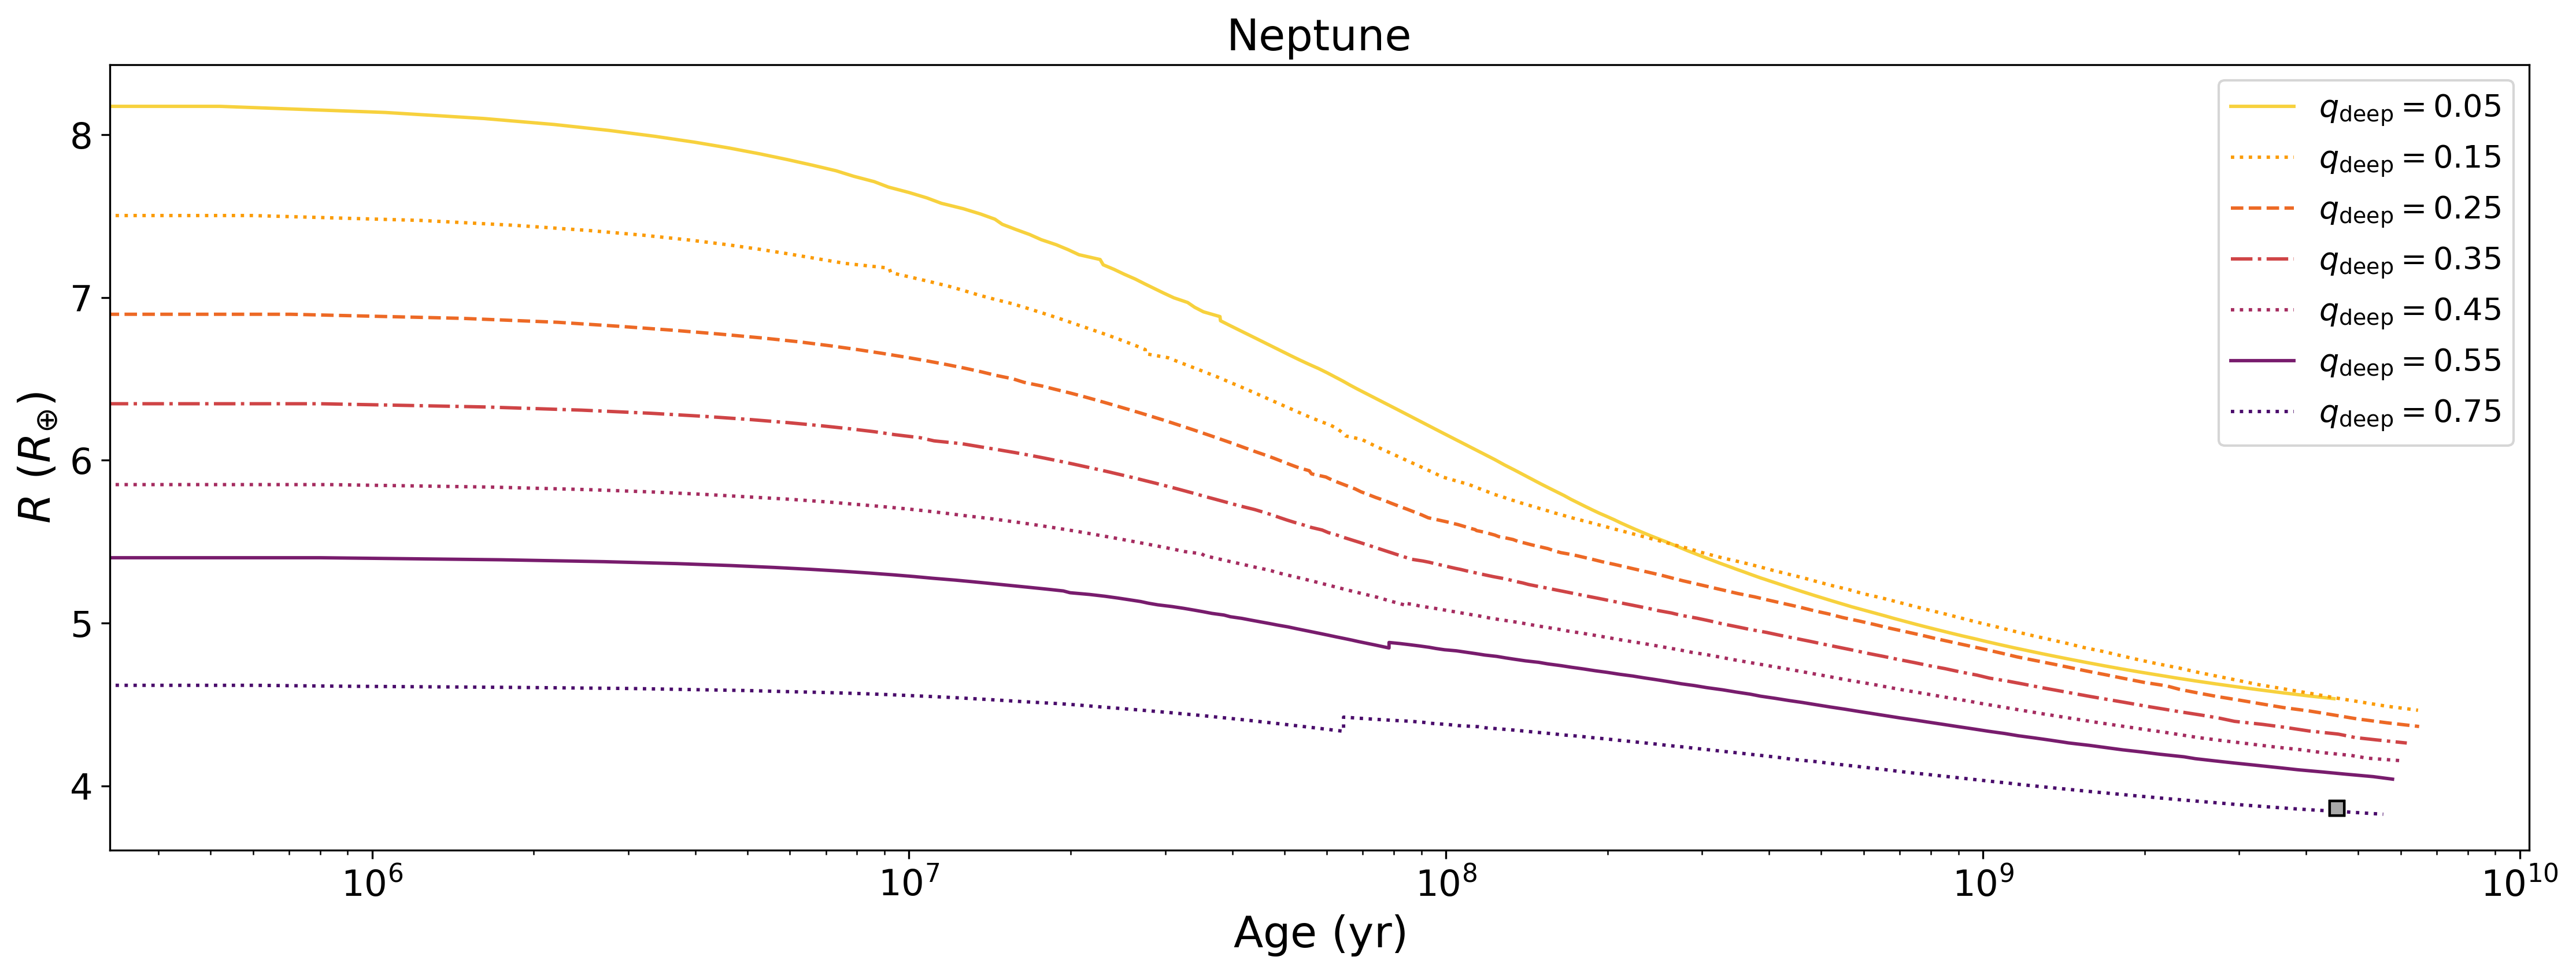 Neptune
R (R⊕)
8
7
6
5
4
q_deep = 0.05
q_deep = 0.15
q_deep = 0.25
q_deep = 0.35
q_deep = 0.45
q_deep = 0.55
q_deep = 0.75
10^6 10^7 10^8 10^9 10^10
Age (yr)